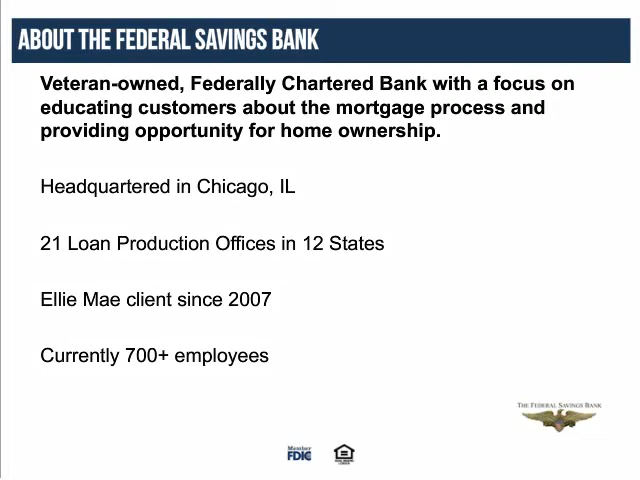 ABOUT THE FEDERAL SAVINGS BANK
Veteran-owned, Federally Chartered Bank with a focus on
educating customers about the mortgage process and
providing opportunity for home ownership.
Headquartered in Chicago, IL
21 Loan Production Offices in 12 States
Ellie Mae client since 2007
Currently 700+ employees
THE FEDERAL SAVINGS BANK
Member
FDIC